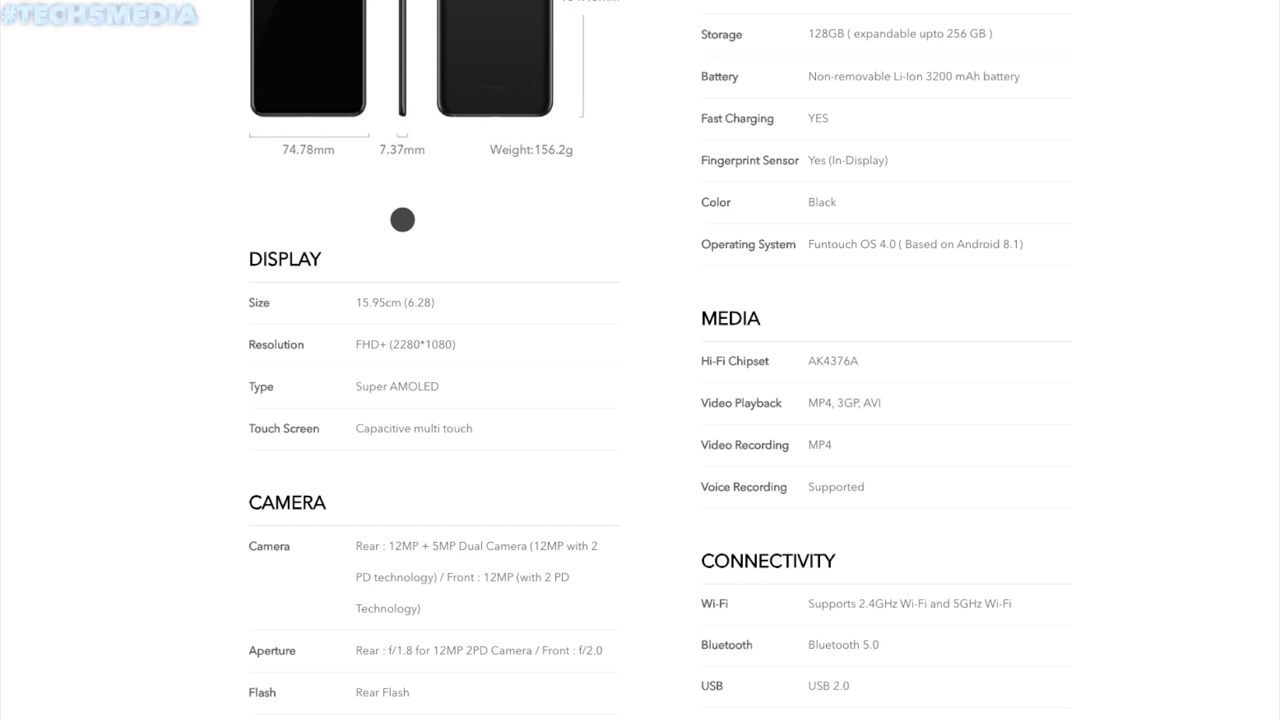 #TECH5MEDIA
74.78mm
7.37mm
Weight:156.2g
DISPLAY
Size 15.95cm (6.28)
Resolution FHD+ (2280*1080)
Type Super AMOLED
Touch Screen Capacitive multi touch
CAMERA
Camera Rear : 12MP + 5MP Dual Camera (12MP with 2
PD technology) / Front : 12MP (with 2 PD
Technology)
Aperture Rear : f/1.8 for 12MP 2PD Camera / Front : f/2.0
Flash Rear Flash
Storage 128GB ( expandable upto 256 GB )
Battery Non-removable Li-Ion 3200 mAh battery
Fast Charging YES
Fingerprint Sensor Yes (In-Display)
Color Black
Operating System Funtouch OS 4.0 ( Based on Android 8.1)
MEDIA
Hi-Fi Chipset AK4376A
Video Playback MP4, 3GP, AVI
Video Recording MP4
Voice Recording Supported
CONNECTIVITY
Wi-Fi Supports 2.4GHz Wi-Fi and 5GHz Wi-Fi
Bluetooth Bluetooth 5.0
USB USB 2.0